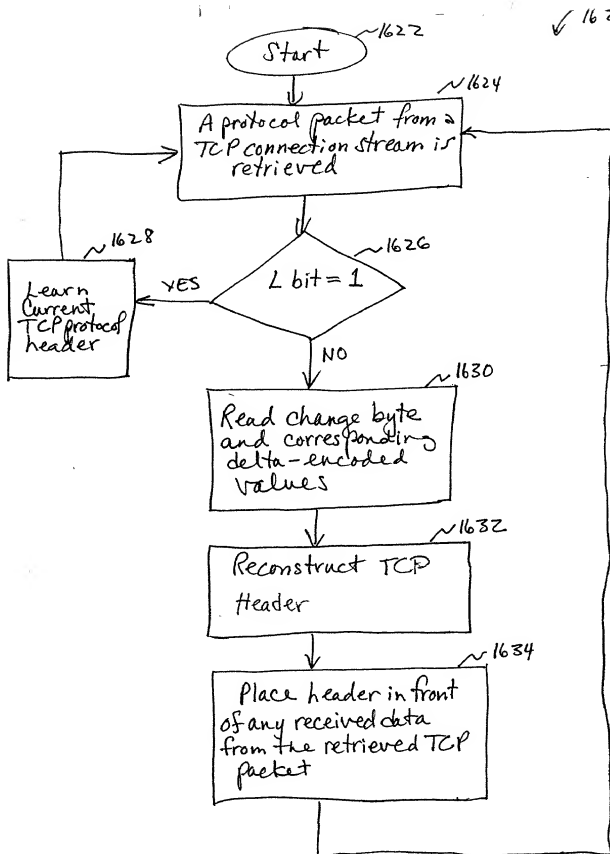 1622
Start
1624
A protocol packet from a
TCP connection stream is
retrieved
1628
1626
L bit = 1
YES
Learn
Current
TCP protocol
header
NO
1630
Read change byte
and corresponding
delta-encoded
values
1632
Reconstruct TCP
Header
1634
Place header in front
of any received data
from the retrieved TCP
packet